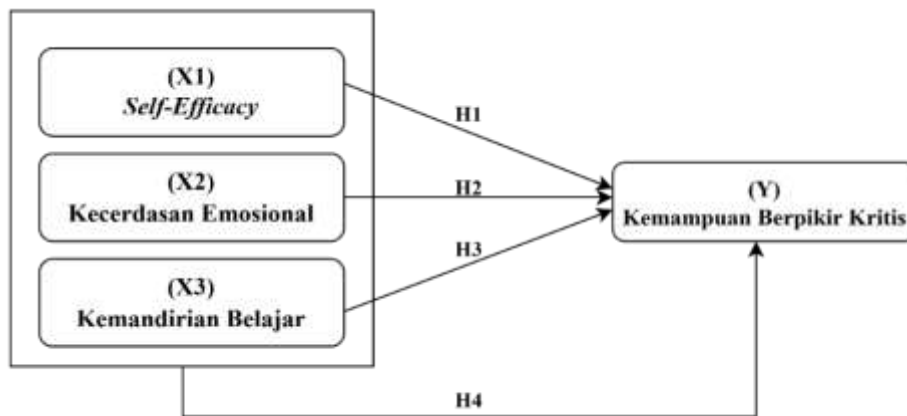 (X1)
Self-Efficacy
H1
(X2)
Kecerdasan Emosional
H2
(Y)
Kemampuan Berpikir Kritis
H3
(X3)
Kemandirian Belajar
H4